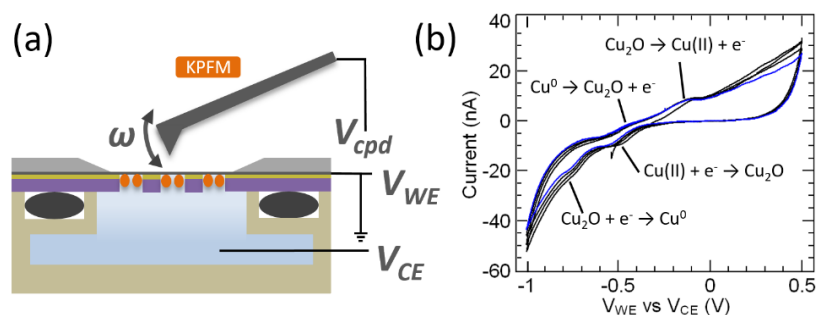 (a)
KPFM
ω
V_cpd
V_WE
V_CE
(b)
Current (nA)
40
20
0
-20
-40
-60
Cu₂O → Cu(II) + e⁻
Cu⁰ → Cu₂O + e⁻
Cu(II) + e⁻ → Cu₂O
Cu₂O + e⁻ → Cu⁰
-1 -0.5 0 0.5
V_WE vs V_CE (V)